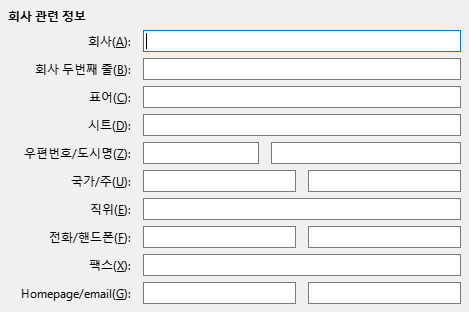 회사 관련 정보
회사(A):
회사 두번째 줄(B):
표어(C):
시트(D):
우편번호/도시명(Z):
국가/주(U):
직위(E):
전화/핸드폰(F):
팩스(X):
Homepage/email(G):